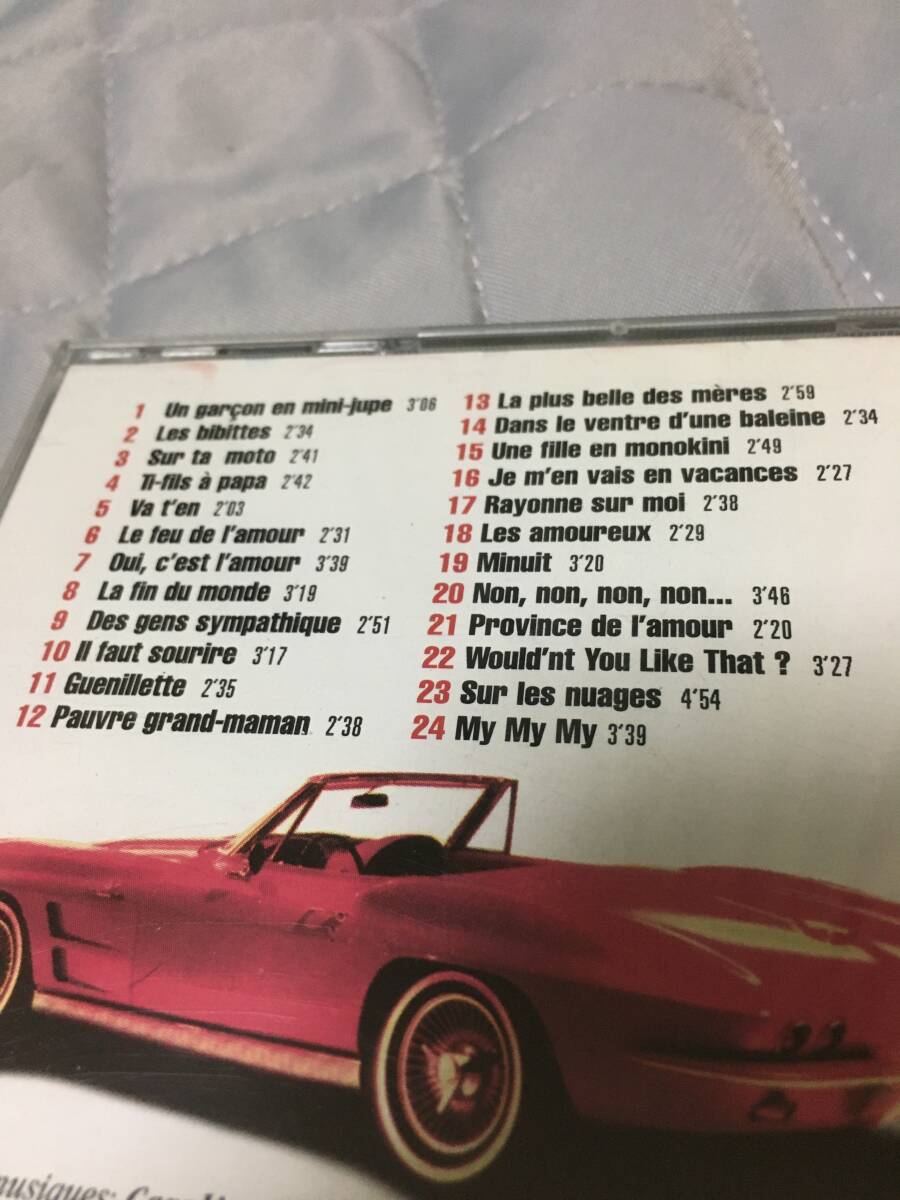 1 Un garçon en mini-jupe 3'06
2 Les bibittes 2'34
3 Sur ta moto 2'41
4 Ti-fils à papa 2'42
5 Va t'en 2'03
6 Le feu de l'amour 2'31
7 Oui, c'est l'amour 3'39
8 La fin du monde 3'19
9 Des gens sympathique 2'51
10 Il faut sourire 3'17
11 Guenillette 2'35
12 Pauvre grand-maman 2'38
13 La plus belle des mères 2'59
14 Dans le ventre d'une baleine 2'34
15 Une fille en monokini 2'49
16 Je m'en vais en vacances 2'27
17 Rayonne sur moi 2'38
18 Les amoureux 2'29
19 Minuit 3'20
20 Non, non, non, non... 3'46
21 Province de l'amour 2'20
22 Would'nt You Like That ? 3'27
23 Sur les nuages 4'54
24 My My My 3'39
musiques: